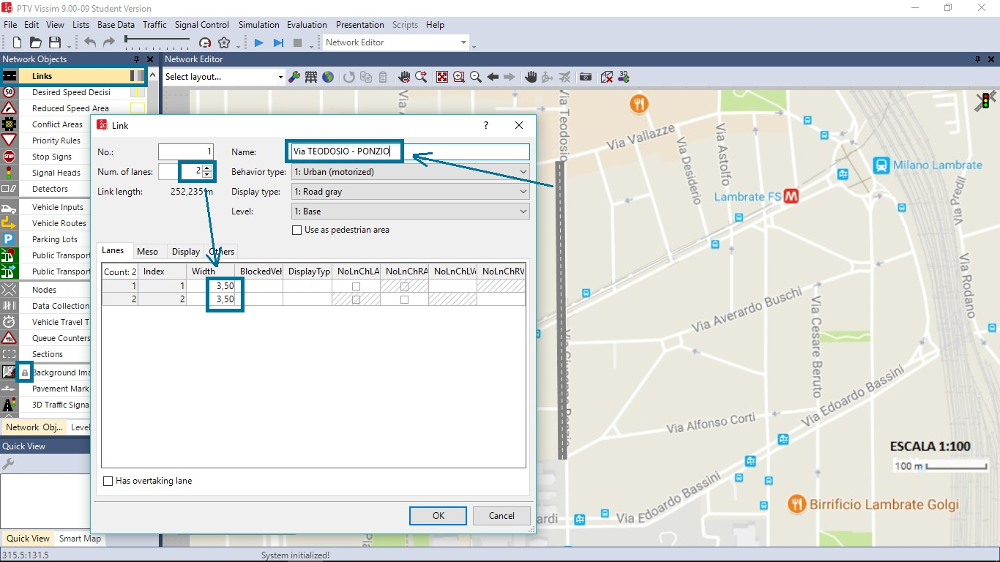 PTV Vissim 9.00-09 Student Version
File Edit View Lists Base Data Traffic Signal Control Simulation Evaluation Presentation Scripts Help
Network Editor
Network Objects
Network Editor
Links
Select layout...
3D
50
Desired Speed Decisi
Reduced Speed Area
Conflict Areas
Priority Rules
STOP
Stop Signs
Signal Heads
Detectors
Vehicle Inputs
Vehicle Routes
P
Parking Lots
Public Transport
Public Transport
Nodes
Data Collection
Vehicle Travel T
Queue Counters
Sections
Background Ima
Pavement Mark
3D Traffic Signa
Network Obj... Level
Quick View
Quick View Smart Map
315.5:131.5
System initialized!
Link
?
No.: 1 Name: Via TEODOSIO - PONZIO
Num. of lanes: 2 Behavior type: 1: Urban (motorized)
Link length: 252,235 m Display type: 1: Road gray
Level: 1: Base
Use as pedestrian area
Lanes Meso Display Others
Count: 2 Index Width BlockedVeh DisplayTyp NoLnChLA NoLnChRA NoLnChLV NoLnChRV
1 1 3,50
2 2 3,50
Has overtaking lane
OK Cancel
Via Teodosio
Via Vallazze
Via Desiderio
Via Astolfo
Milano Lambrate
Lambrate FS M
Via Predil
Via Rodano
Via Averardo Buschi
Via Cesare Beruto
Via Giuseppe Ponzio
Via Edoardo Bassini
Via Alfonso Corti
ESCALA 1:100
100 m
Via Edoardo Bassini
Birrificio Lambrate Golgi
ardi